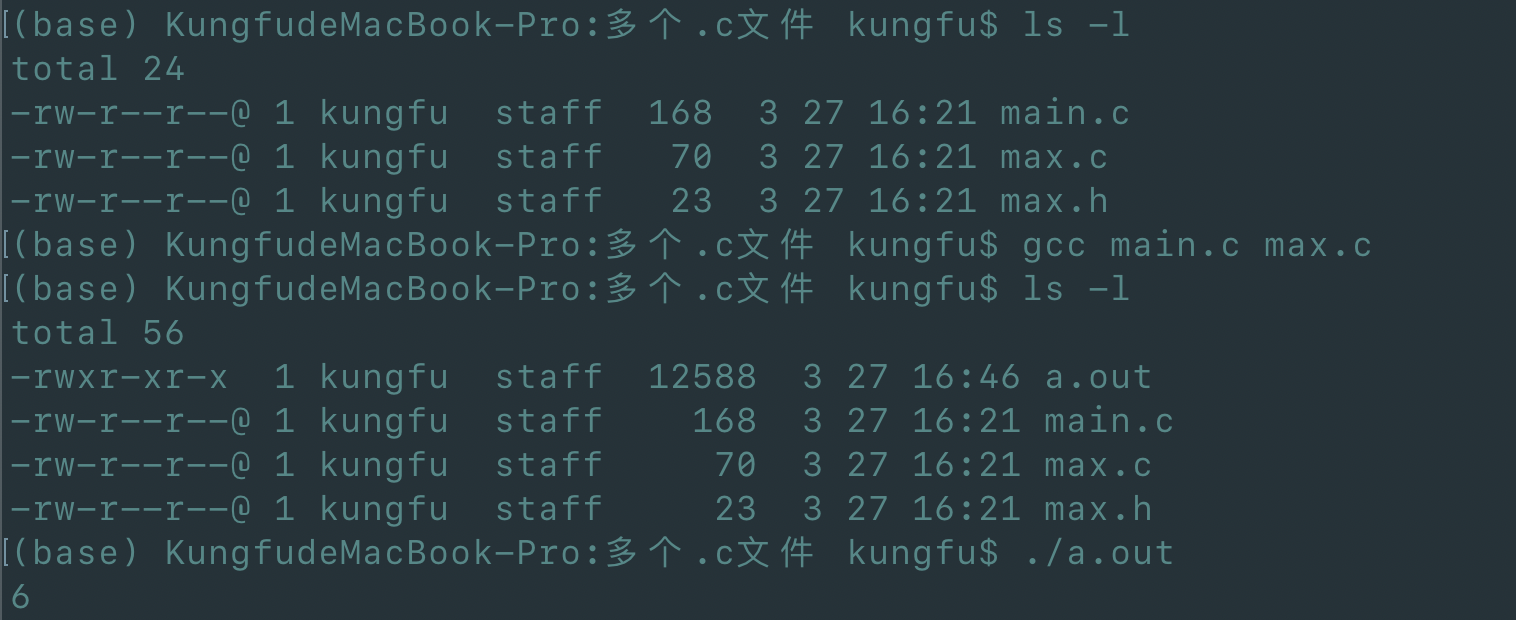 [(base) KungfudeMacBook-Pro:多个.c文件 kungfu$ ls -l
total 24
-rw-r--r--@ 1 kungfu  staff  168  3 27 16:21 main.c
-rw-r--r--@ 1 kungfu  staff   70  3 27 16:21 max.c
-rw-r--r--@ 1 kungfu  staff   23  3 27 16:21 max.h
[(base) KungfudeMacBook-Pro:多个.c文件 kungfu$ gcc main.c max.c
[(base) KungfudeMacBook-Pro:多个.c文件 kungfu$ ls -l
total 56
-rwxr-xr-x  1 kungfu  staff  12588  3 27 16:46 a.out
-rw-r--r--@ 1 kungfu  staff    168  3 27 16:21 main.c
-rw-r--r--@ 1 kungfu  staff     70  3 27 16:21 max.c
-rw-r--r--@ 1 kungfu  staff     23  3 27 16:21 max.h
[(base) KungfudeMacBook-Pro:多个.c文件 kungfu$ ./a.out
6